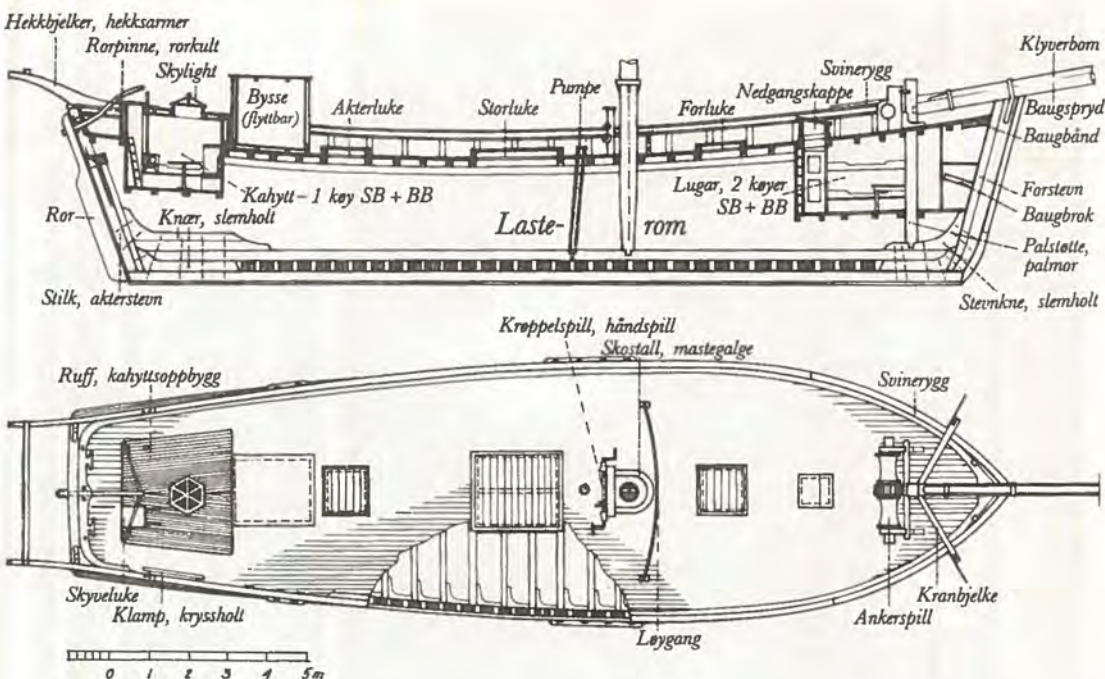 Hekkbjelker, hekksarmer
Rorpinne, rorkult
Skylight
Bysse
(flyttbar)
Akterluke
Storluke
Pumpe
Forluke
Nedgangskappe
Svinerygg
Klyverbom
Baugspryd
Baugbånd
Forstevn
Baugbrok
Palstøtte,
palmor
Stevnkne, slemholt
Kahytt – 1 køy SB + BB
Lugar, 2 køyer
SB + BB
Ror
Knær, slemholt
Laste- rom
Stilk, akterstevn
Krøppelspill, håndspill
Skostall, mastegalge
Ruff, kahyttsoppbygg
Svinerygg
Skyveluke
Klamp, kryssholt
Løygang
Ankerspill
Kranbjelke
0 1 2 3 4 5 m